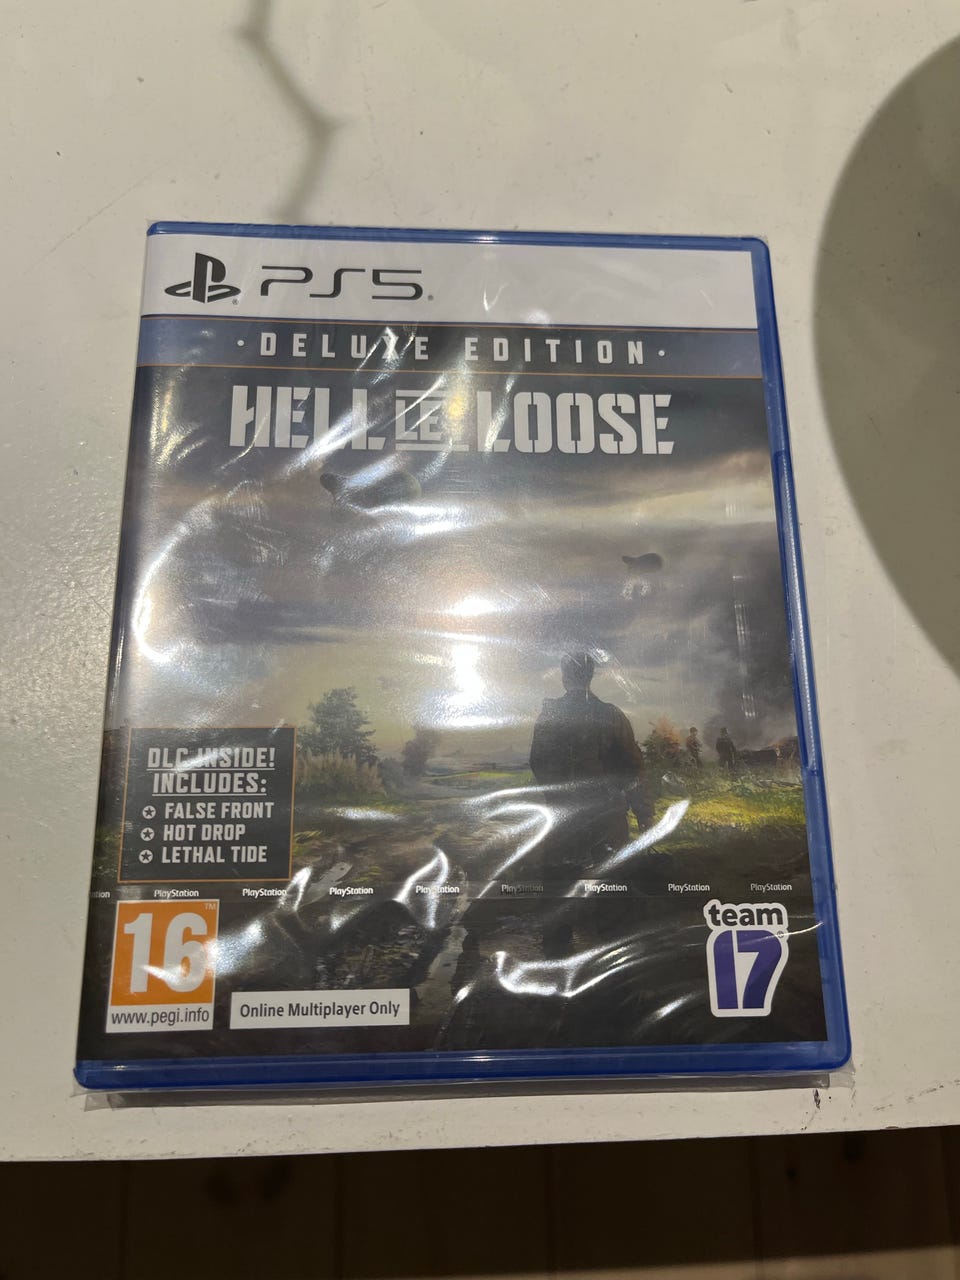 PS5
· DELUXE EDITION ·
HELL LET LOOSE
DLC INSIDE!
INCLUDES:
FALSE FRONT
HOT DROP
LETHAL TIDE
PlayStation PlayStation PlayStation PlayStation PlayStation PlayStation PlayStation PlayStation
16
www.pegi.info
Online Multiplayer Only
team
17